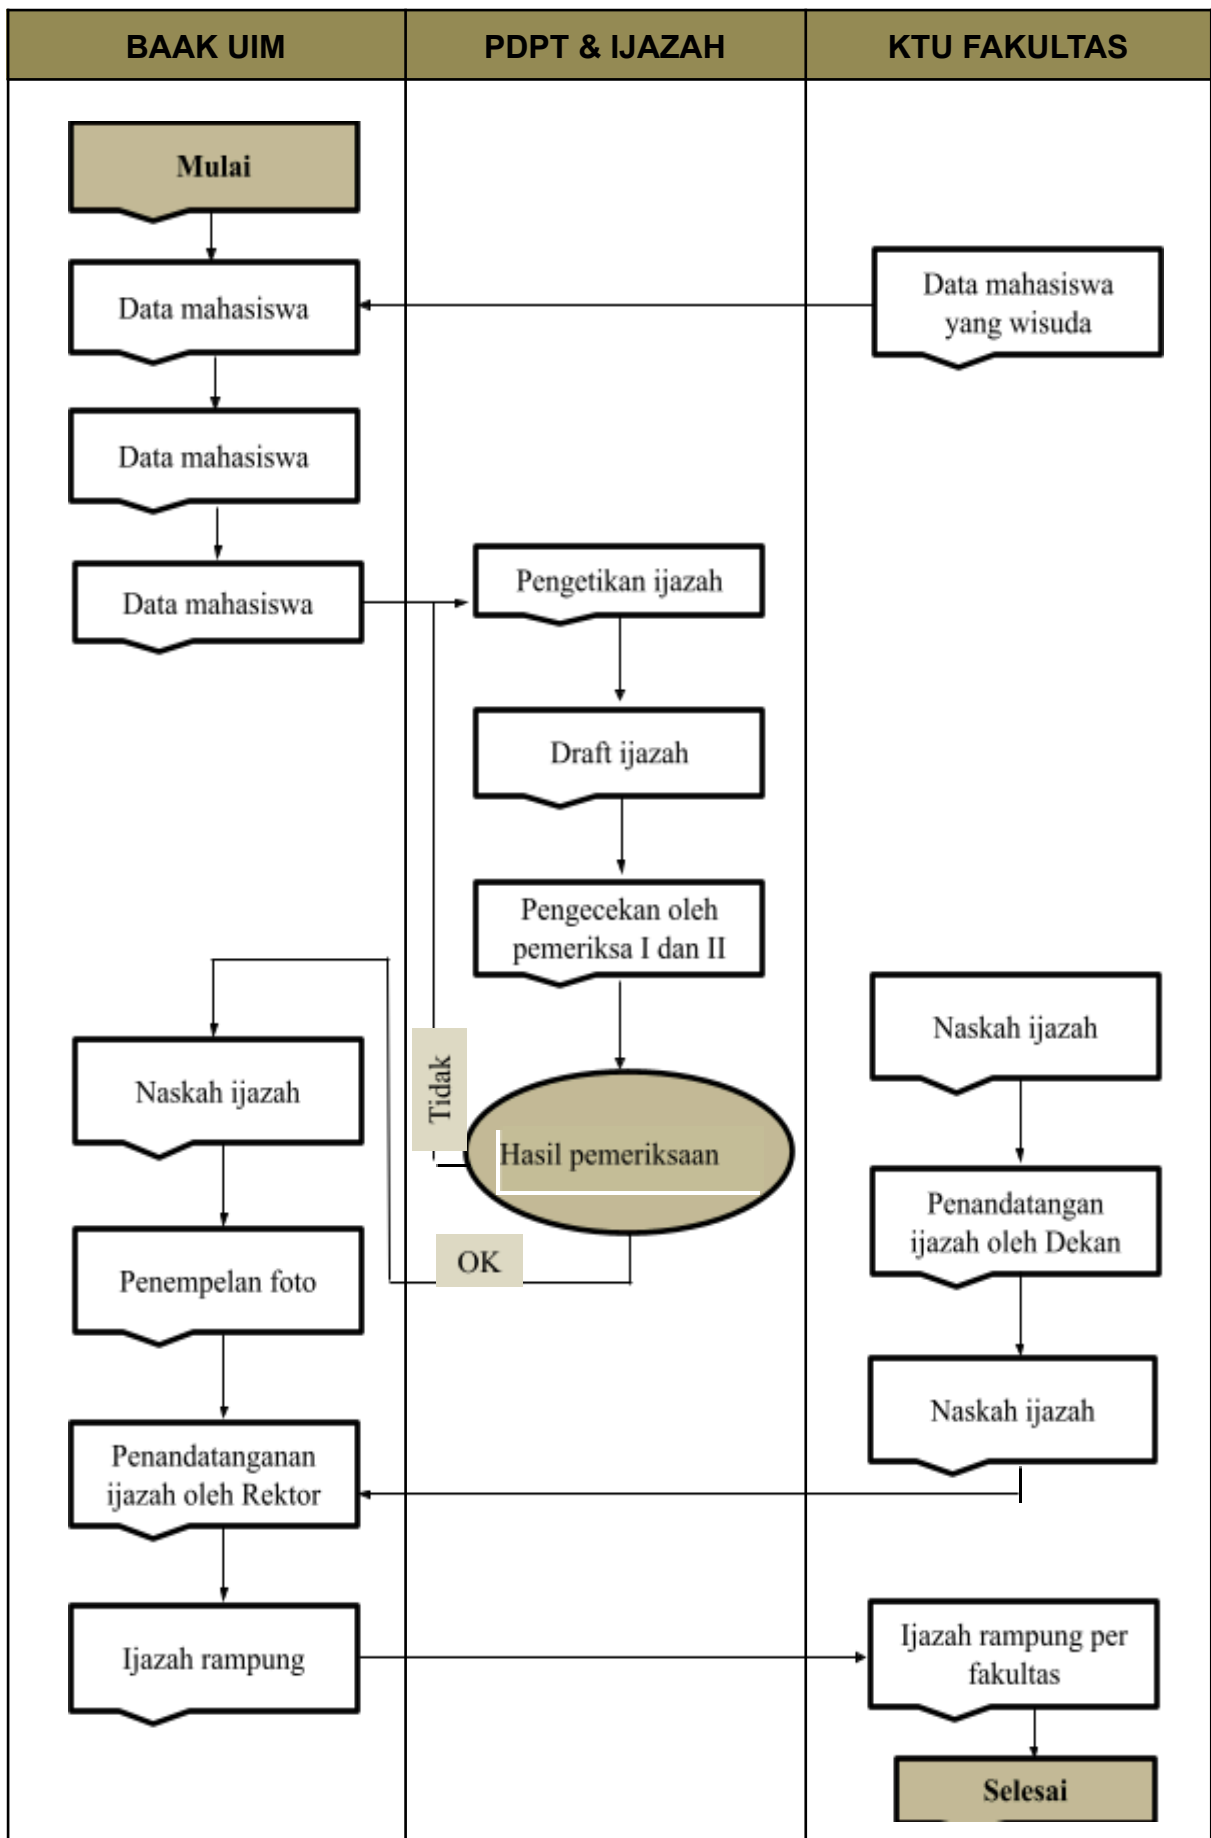 BAAK UIM
PDPT & IJAZAH
KTU FAKULTAS
Mulai
Data mahasiswa
Data mahasiswa
yang wisuda
Data mahasiswa
Data mahasiswa
Pengetikan ijazah
Draft ijazah
Pengecekan oleh
pemeriksa I dan II
Naskah ijazah
Naskah ijazah
Tidak
Hasil pemeriksaan
Penandatangan
ijazah oleh Dekan
OK
Penempelan foto
Naskah ijazah
Penandatanganan
ijazah oleh Rektor
Ijazah rampung
Ijazah rampung per
fakultas
Selesai